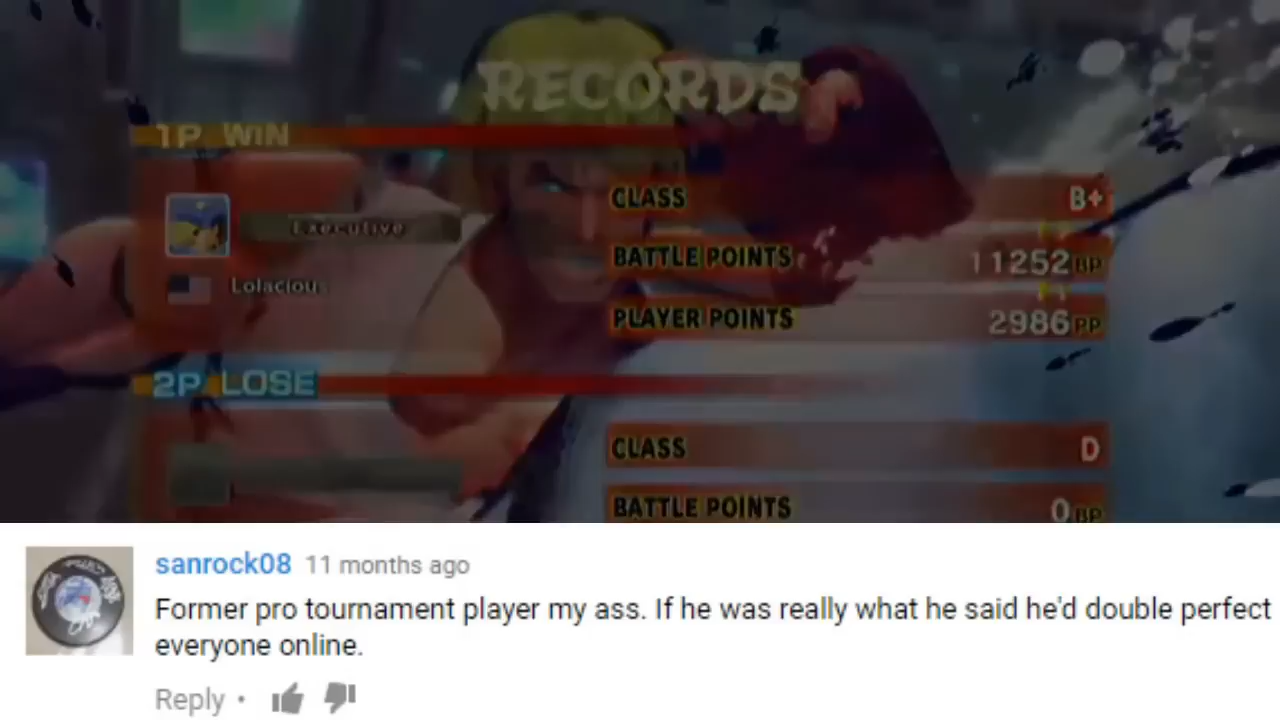 RECORDS
1P WIN
CLASS B+
Executive
BATTLE POINTS 11252BP
Lolacious
PLAYER POINTS 2986PP
2P LOSE
CLASS D
BATTLE POINTS 0BP
sanrock08 11 months ago
Former pro tournament player my ass. If he was really what he said he'd double perfect
everyone online.
Reply •